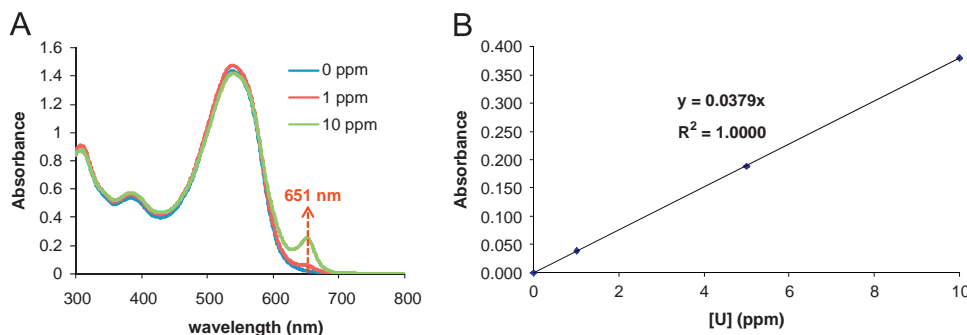 A
Absorbance
1.6
1.4
1.2
1
0.8
0.6
0.4
0.2
0
300
400
500
600
700
800
wavelength (nm)
0 ppm
1 ppm
10 ppm
651 nm
B
Absorbance
0.400
0.350
0.300
0.250
0.200
0.150
0.100
0.050
0.000
0
2
4
6
8
10
[U] (ppm)
y = 0.0379x
R² = 1.0000